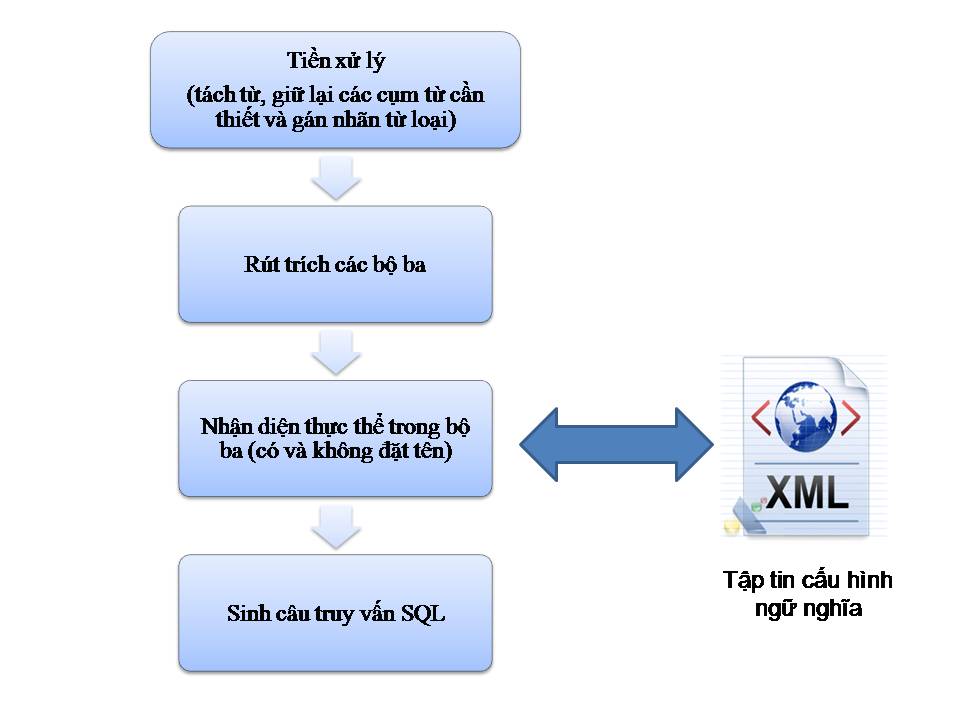 Tiền xử lý
(tách từ, giữ lại các cụm từ cần
thiết và gán nhãn từ loại)
Rút trích các bộ ba
Nhận diện thực thể trong bộ
ba (có và không đặt tên)
Sinh câu truy vấn SQL
XML
Tập tin cấu hình
ngữ nghĩa